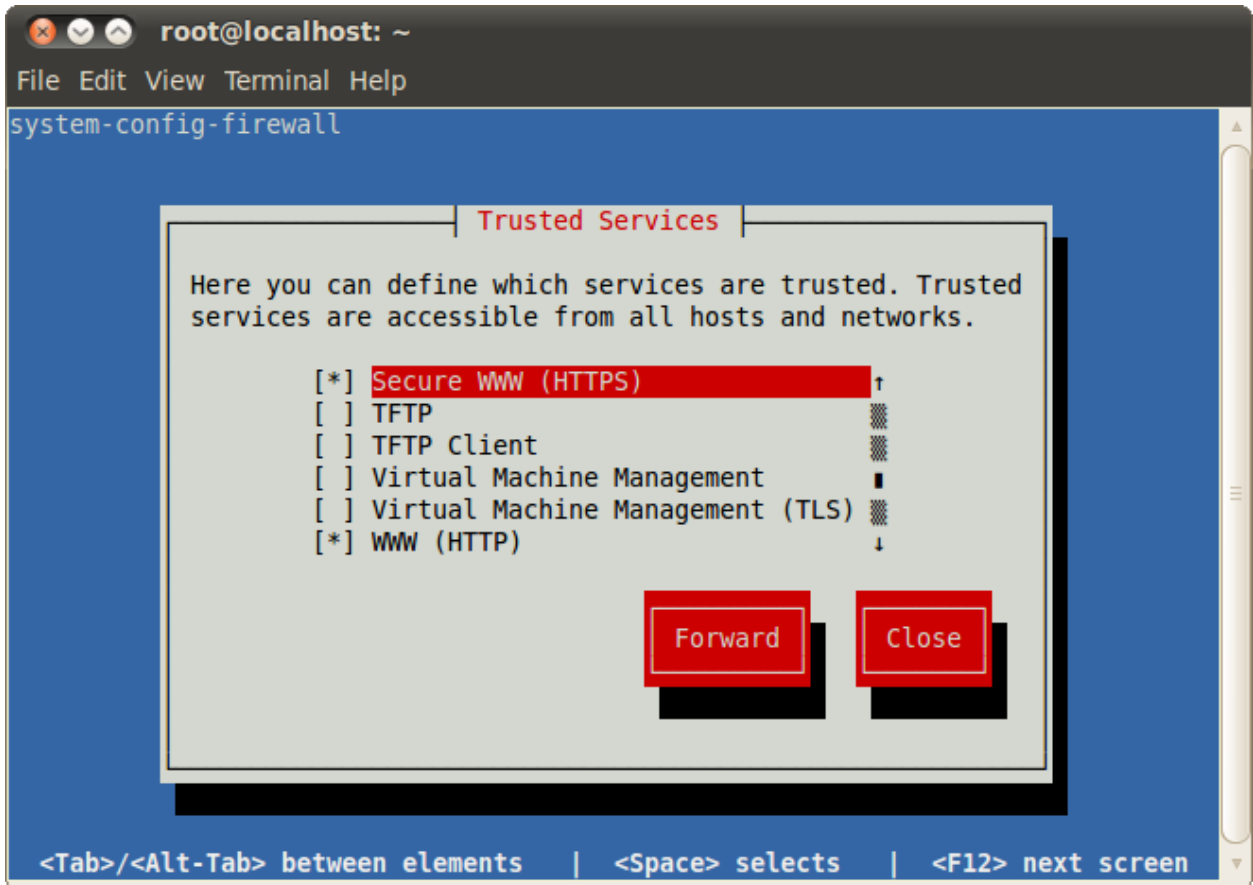 root@localhost: ~
File Edit View Terminal Help
system-config-firewall
Trusted Services
Here you can define which services are trusted. Trusted
services are accessible from all hosts and networks.
[*] Secure WWW (HTTPS) ↑
[ ] TFTP
[ ] TFTP Client
[ ] Virtual Machine Management
[ ] Virtual Machine Management (TLS)
[*] WWW (HTTP) ↓
Forward Close
<Tab>/<Alt-Tab> between elements | <Space> selects | <F12> next screen